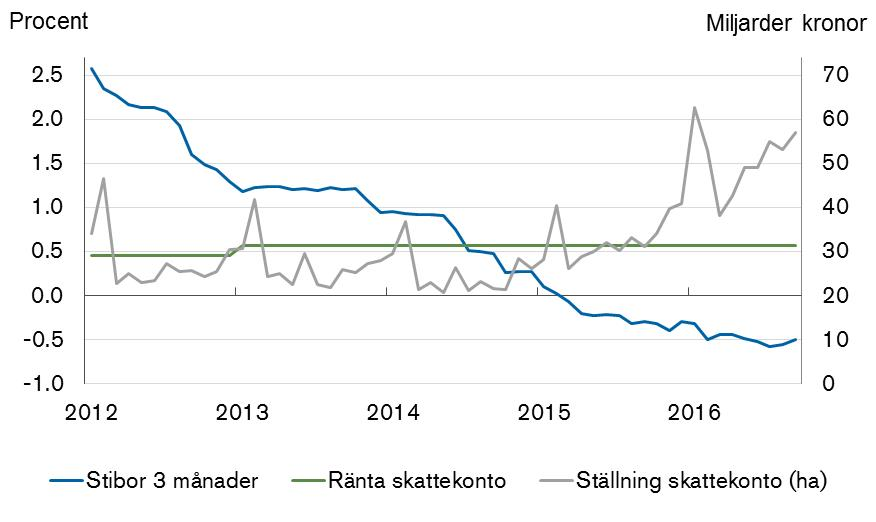 Procent
Miljarder kronor
2.5 70
2.0 60
1.5 50
1.0 40
0.5 30
0.0 20
-0.5 10
-1.0 0
2012 2013 2014 2015 2016
Stibor 3 månader Ränta skattekonto Ställning skattekonto (ha)